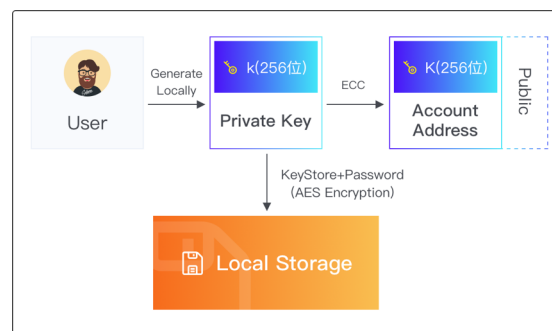 User
Generate
Locally
k(256位)
Private Key
ECC
K(256位)
Account
Address
Public
KeyStore+Password
(AES Encryption)
Local Storage